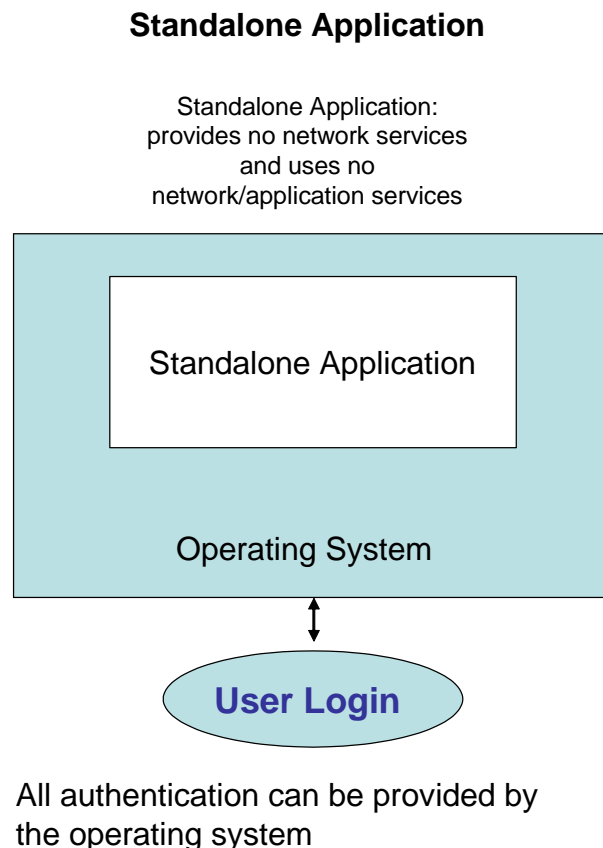 Standalone Application
Standalone Application:
provides no network services
and uses no
network/application services
Standalone Application
Operating System
User Login
All authentication can be provided by
the operating system